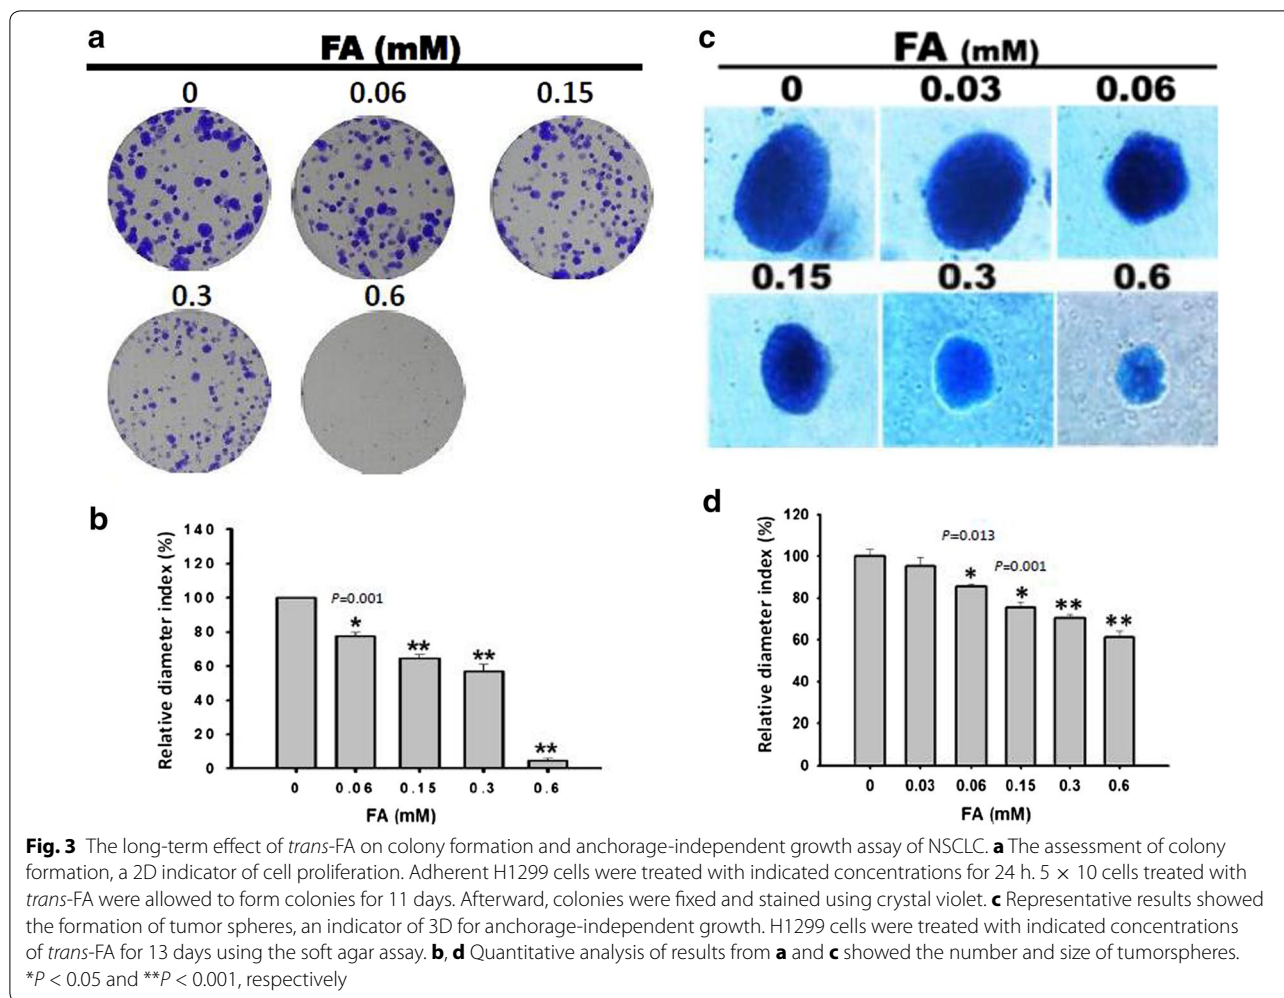 a
FA (mM)
0 0.06 0.15
0.3 0.6
c
FA (mM)
0 0.03 0.06
0.15 0.3 0.6
b
Relative diameter index (%)
140
120
100
80
60
40
20
0
P=0.001
*
**
**
**
0 0.06 0.15 0.3 0.6
FA (mM)
d
Relative diameter index (%)
120
100
80
60
40
20
0
P=0.013
P=0.001
*
*
**
**
0 0.03 0.06 0.15 0.3 0.6
FA (mM)
Fig. 3 The long-term effect of trans-FA on colony formation and anchorage-independent growth assay of NSCLC. a The assessment of colony
formation, a 2D indicator of cell proliferation. Adherent H1299 cells were treated with indicated concentrations for 24 h. 5 × 10 cells treated with
trans-FA were allowed to form colonies for 11 days. Afterward, colonies were fixed and stained using crystal violet. c Representative results showed
the formation of tumor spheres, an indicator of 3D for anchorage-independent growth. H1299 cells were treated with indicated concentrations
of trans-FA for 13 days using the soft agar assay. b, d Quantitative analysis of results from a and c showed the number and size of tumorspheres.
*P < 0.05 and **P < 0.001, respectively